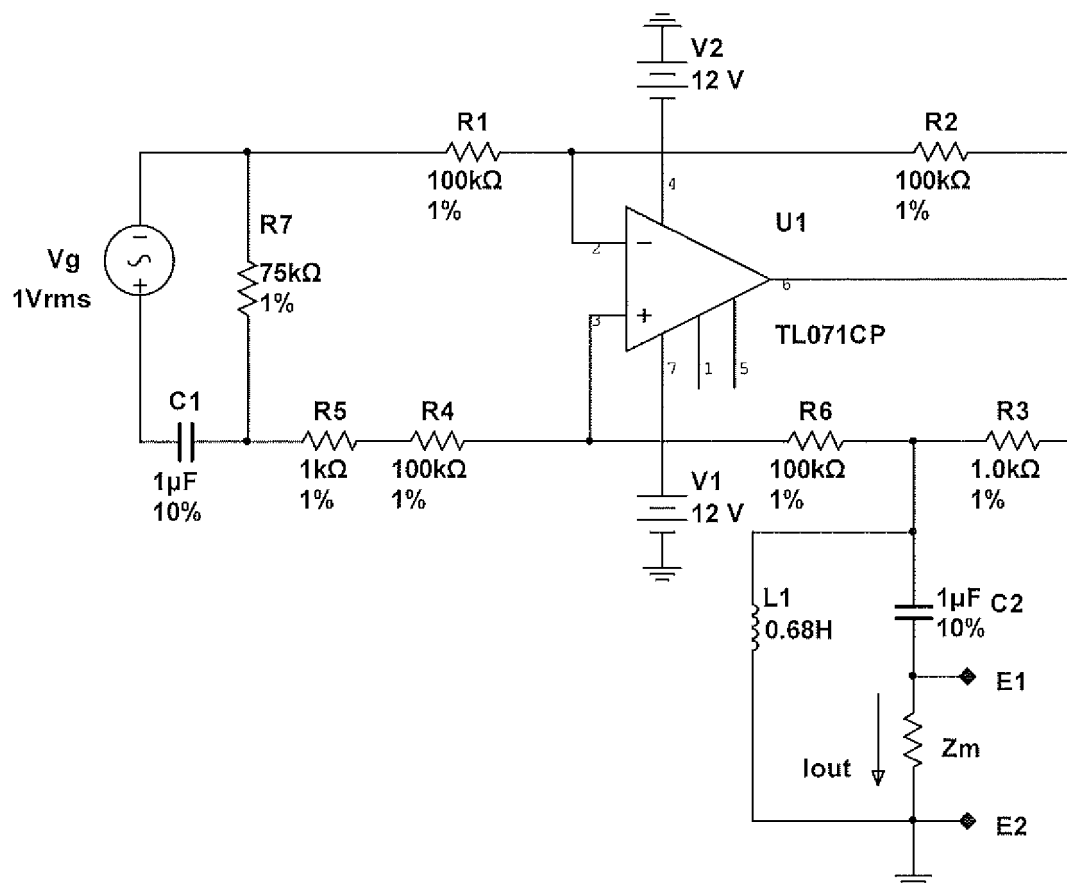 V2
12 V
R1
100kΩ
1%
R2
100kΩ
1%
4
R7
75kΩ
1%
Vg
1Vrms
U1
2
6
3
TL071CP
7
1
5
C1
1µF
10%
R5
1kΩ
1%
R4
100kΩ
1%
R6
100kΩ
1%
R3
1.0kΩ
1%
V1
12 V
L1
0.68H
1µF C2
10%
E1
Zm
Iout
E2